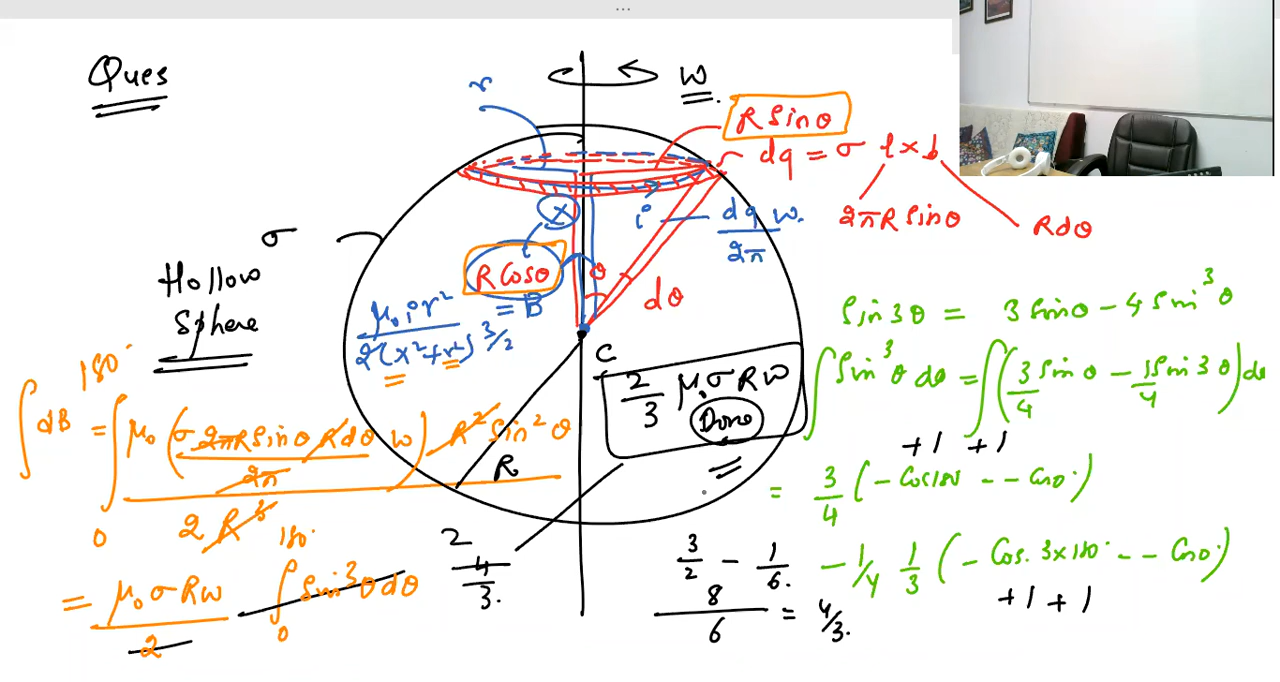 Ques
r
ω
R Sinθ
dq = σ l × b
2πR Sinθ
Rdθ
σ
Hollow
Sphere
x
R Cosθ
i
dq ω / 2π
θ
dθ
μ₀ i r² / 2(x²+r²)^3/2 = B
C
R
2/3 μ₀σRω
Done
∫dB = ∫₀^180° μ₀ (σ 2πR Sinθ Rdθ ω / 2π) R² Sin²θ / 2R³
= μ₀σRω / 2 ∫₀^180° Sin³θ dθ
2
4/3.
Sin3θ = 3 Sinθ − 4 Sin³θ
∫Sin³θ dθ = ∫(3/4 Sinθ − 1/4 Sin3θ)dθ
+1 +1
= 3/4 (− Cos180 − − Cos0°)
− 1/4 1/3 (− Cos. 3×180° − − Cos0°)
+1 +1
3/2 − 1/6.
8/6 = 4/3.